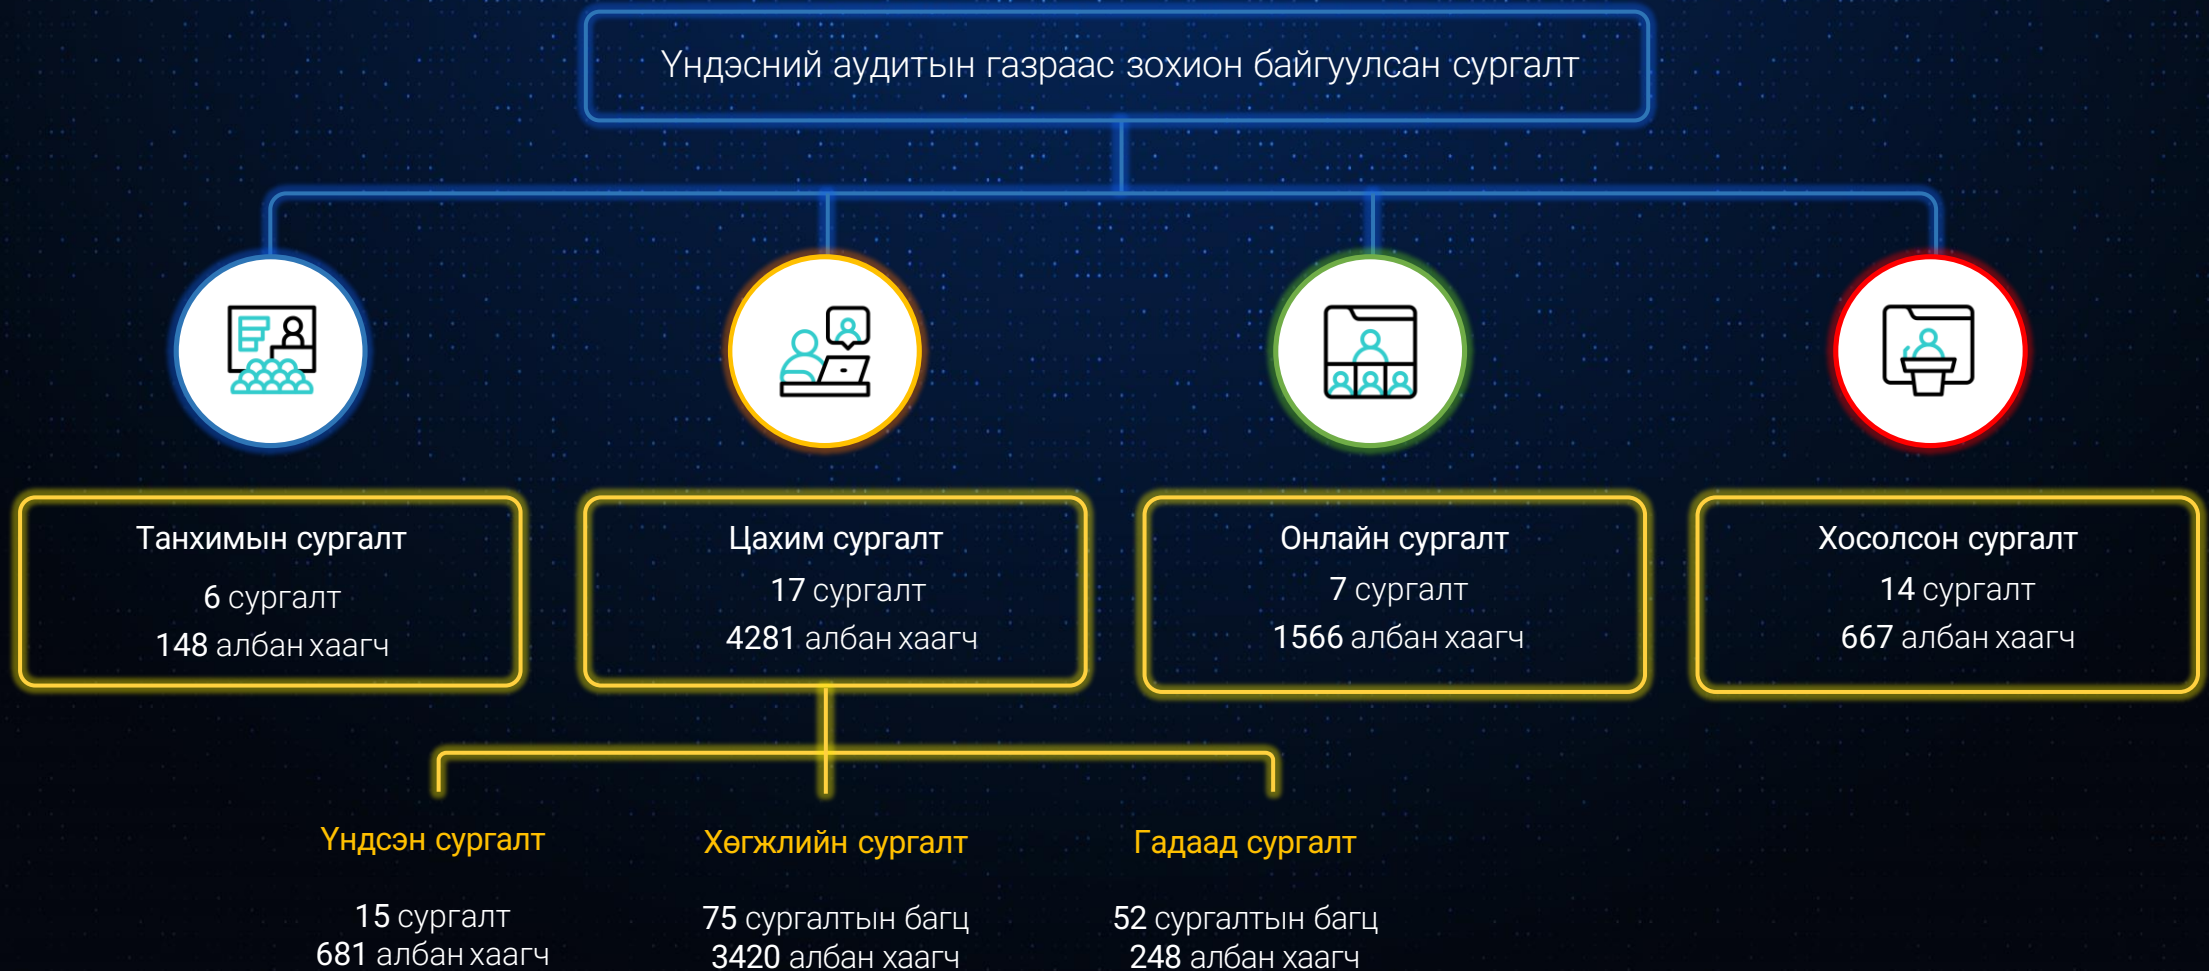 Үндэсний аудитын газраас зохион байгуулсан сургалт
Танхимын сургалт
6 сургалт
148 албан хаагч
Цахим сургалт
17 сургалт
4281 албан хаагч
Онлайн сургалт
7 сургалт
1566 албан хаагч
Хосолсон сургалт
14 сургалт
667 албан хаагч
Үндсэн сургалт
15 сургалт
681 албан хаагч
Хөгжлийн сургалт
75 сургалтын багц
3420 албан хаагч
Гадаад сургалт
52 сургалтын багц
248 албан хаагч